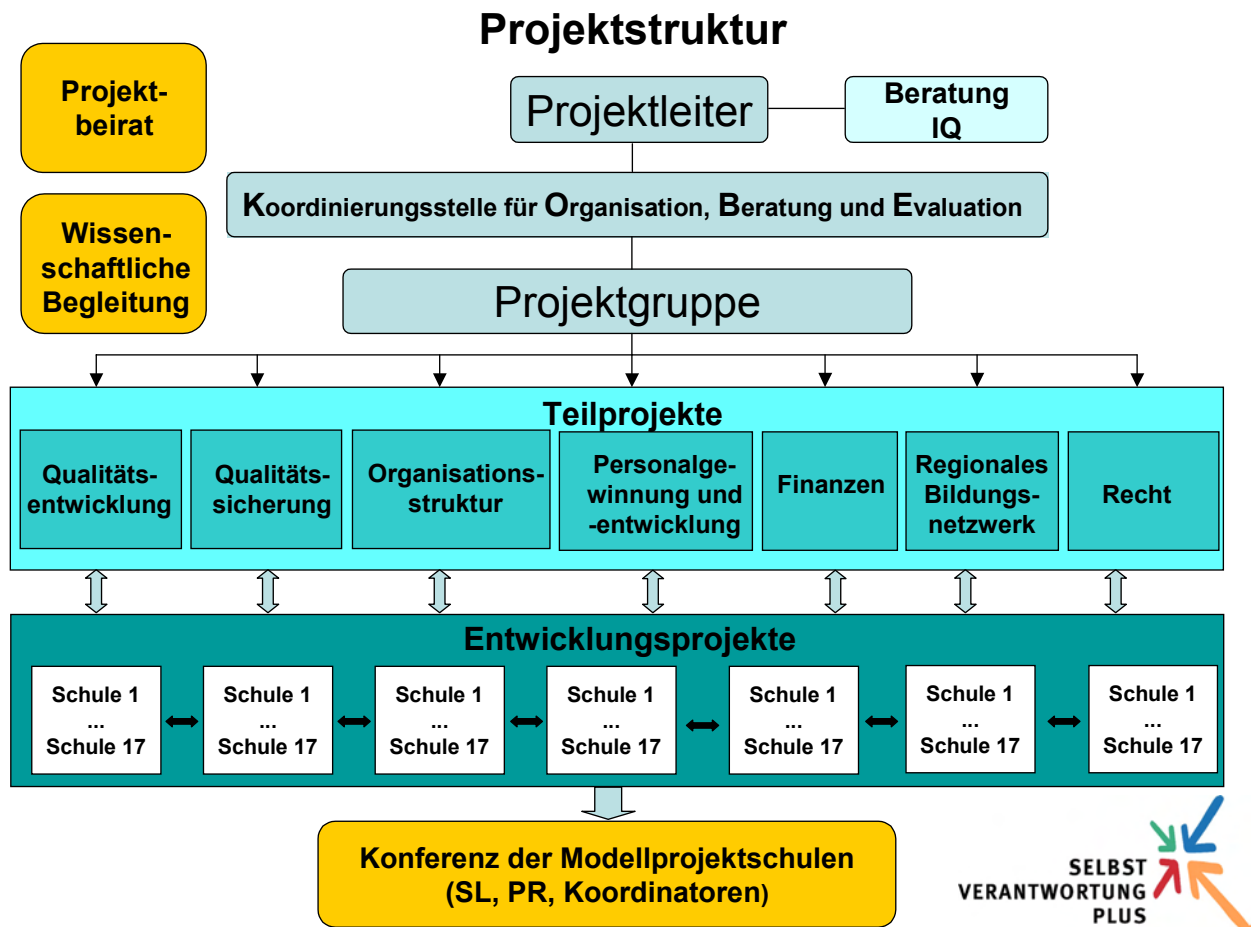 Projektstruktur
Projekt-
beirat
Projektleiter
Beratung
IQ
Koordinierungsstelle für Organisation, Beratung und Evaluation
Wissen-
schaftliche
Begleitung
Projektgruppe
Teilprojekte
Qualitäts-
entwicklung
Qualitäts-
sicherung
Organisations-
struktur
Personalge-
winnung und
-entwicklung
Finanzen
Regionales
Bildungs-
netzwerk
Recht
Entwicklungsprojekte
Schule 1
...
Schule 17
Schule 1
...
Schule 17
Schule 1
...
Schule 17
Schule 1
...
Schule 17
Schule 1
...
Schule 17
Schule 1
...
Schule 17
Schule 1
...
Schule 17
Konferenz der Modellprojektschulen
(SL, PR, Koordinatoren)
SELBST
VERANTWORTUNG
PLUS